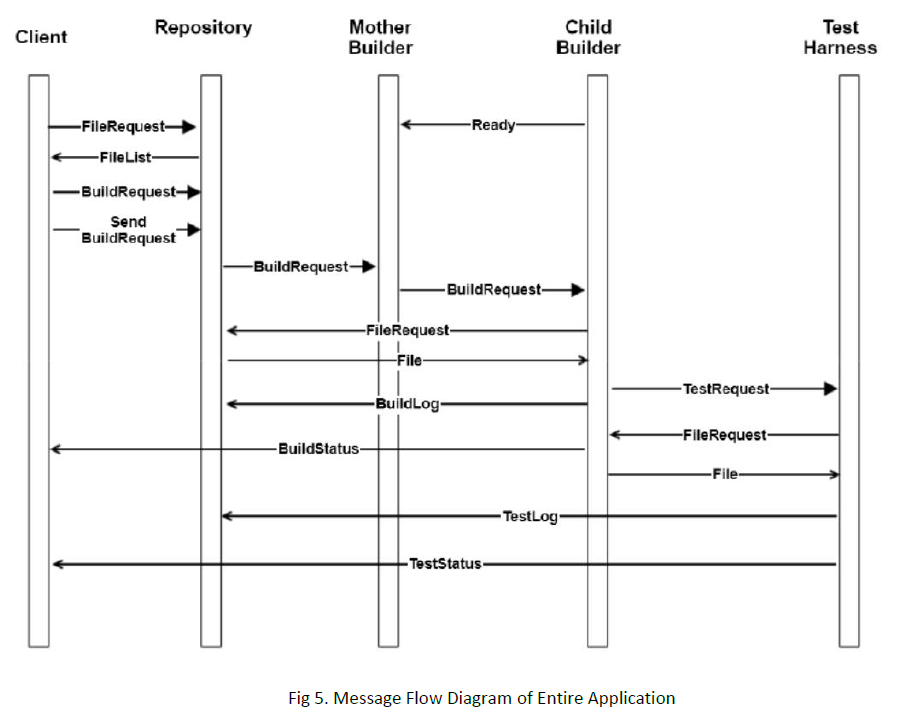 Client
Repository
Mother
Builder
Child
Builder
Test
Harness
FileRequest
Ready
FileList
BuildRequest
Send
BuildRequest
BuildRequest
BuildRequest
FileRequest
File
TestRequest
BuildLog
FileRequest
BuildStatus
File
TestLog
TestStatus
Fig 5. Message Flow Diagram of Entire Application